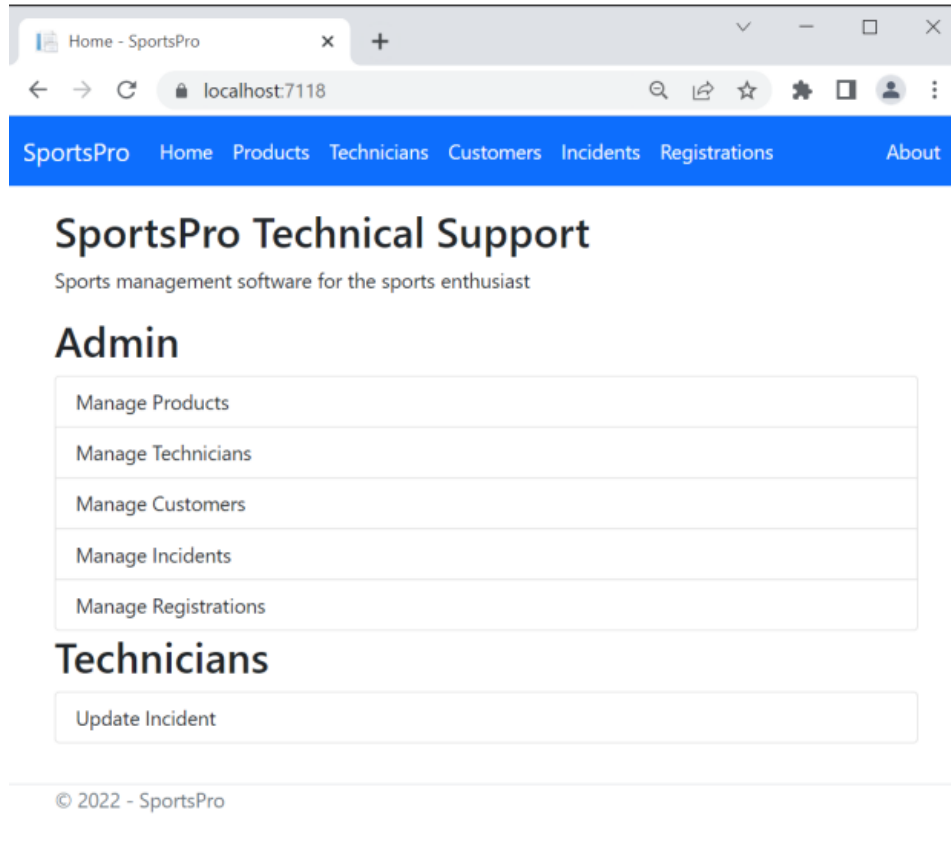 Home - SportsPro
localhost:7118
SportsPro Home Products Technicians Customers Incidents Registrations About
SportsPro Technical Support
Sports management software for the sports enthusiast
Admin
Manage Products
Manage Technicians
Manage Customers
Manage Incidents
Manage Registrations
Technicians
Update Incident
© 2022 - SportsPro